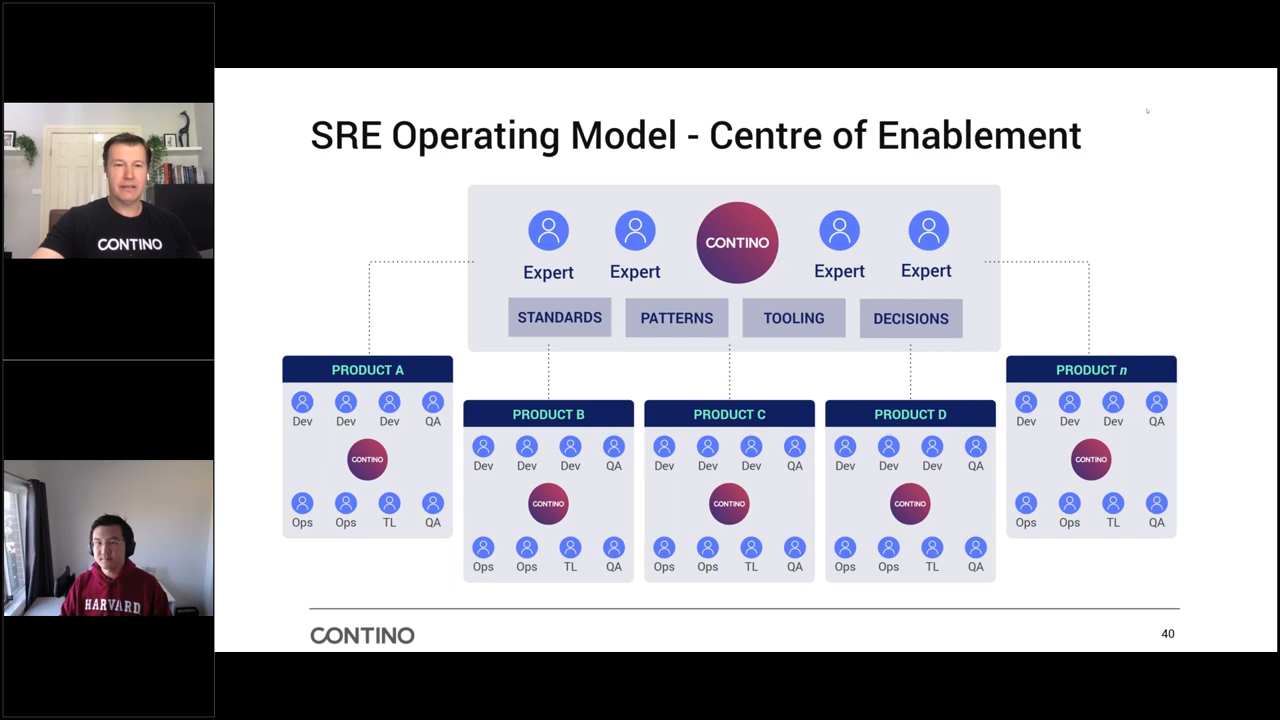 CONTINO
HARVARD
SRE Operating Model - Centre of Enablement
Expert
Expert
CONTINO
Expert
Expert
STANDARDS
PATTERNS
TOOLING
DECISIONS
PRODUCT A
Dev Dev Dev QA
CONTINO
Ops Ops TL QA
PRODUCT B
Dev Dev Dev QA
CONTINO
Ops Ops TL QA
PRODUCT C
Dev Dev Dev QA
CONTINO
Ops Ops TL QA
PRODUCT D
Dev Dev Dev QA
CONTINO
Ops Ops TL QA
PRODUCT n
Dev Dev Dev QA
CONTINO
Ops Ops TL QA
CONTINO
40